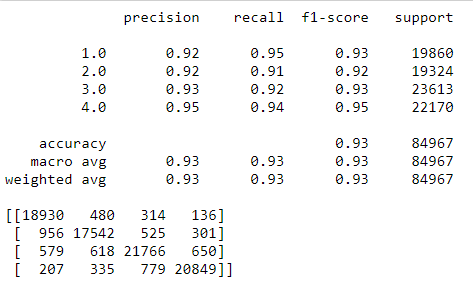 precision recall f1-score support
1.0 0.92 0.95 0.93 19860
2.0 0.92 0.91 0.92 19324
3.0 0.93 0.92 0.93 23613
4.0 0.95 0.94 0.95 22170
accuracy 0.93 84967
macro avg 0.93 0.93 0.93 84967
weighted avg 0.93 0.93 0.93 84967
[[18930 480 314 136]
[ 956 17542 525 301]
[ 579 618 21766 650]
[ 207 335 779 20849]]